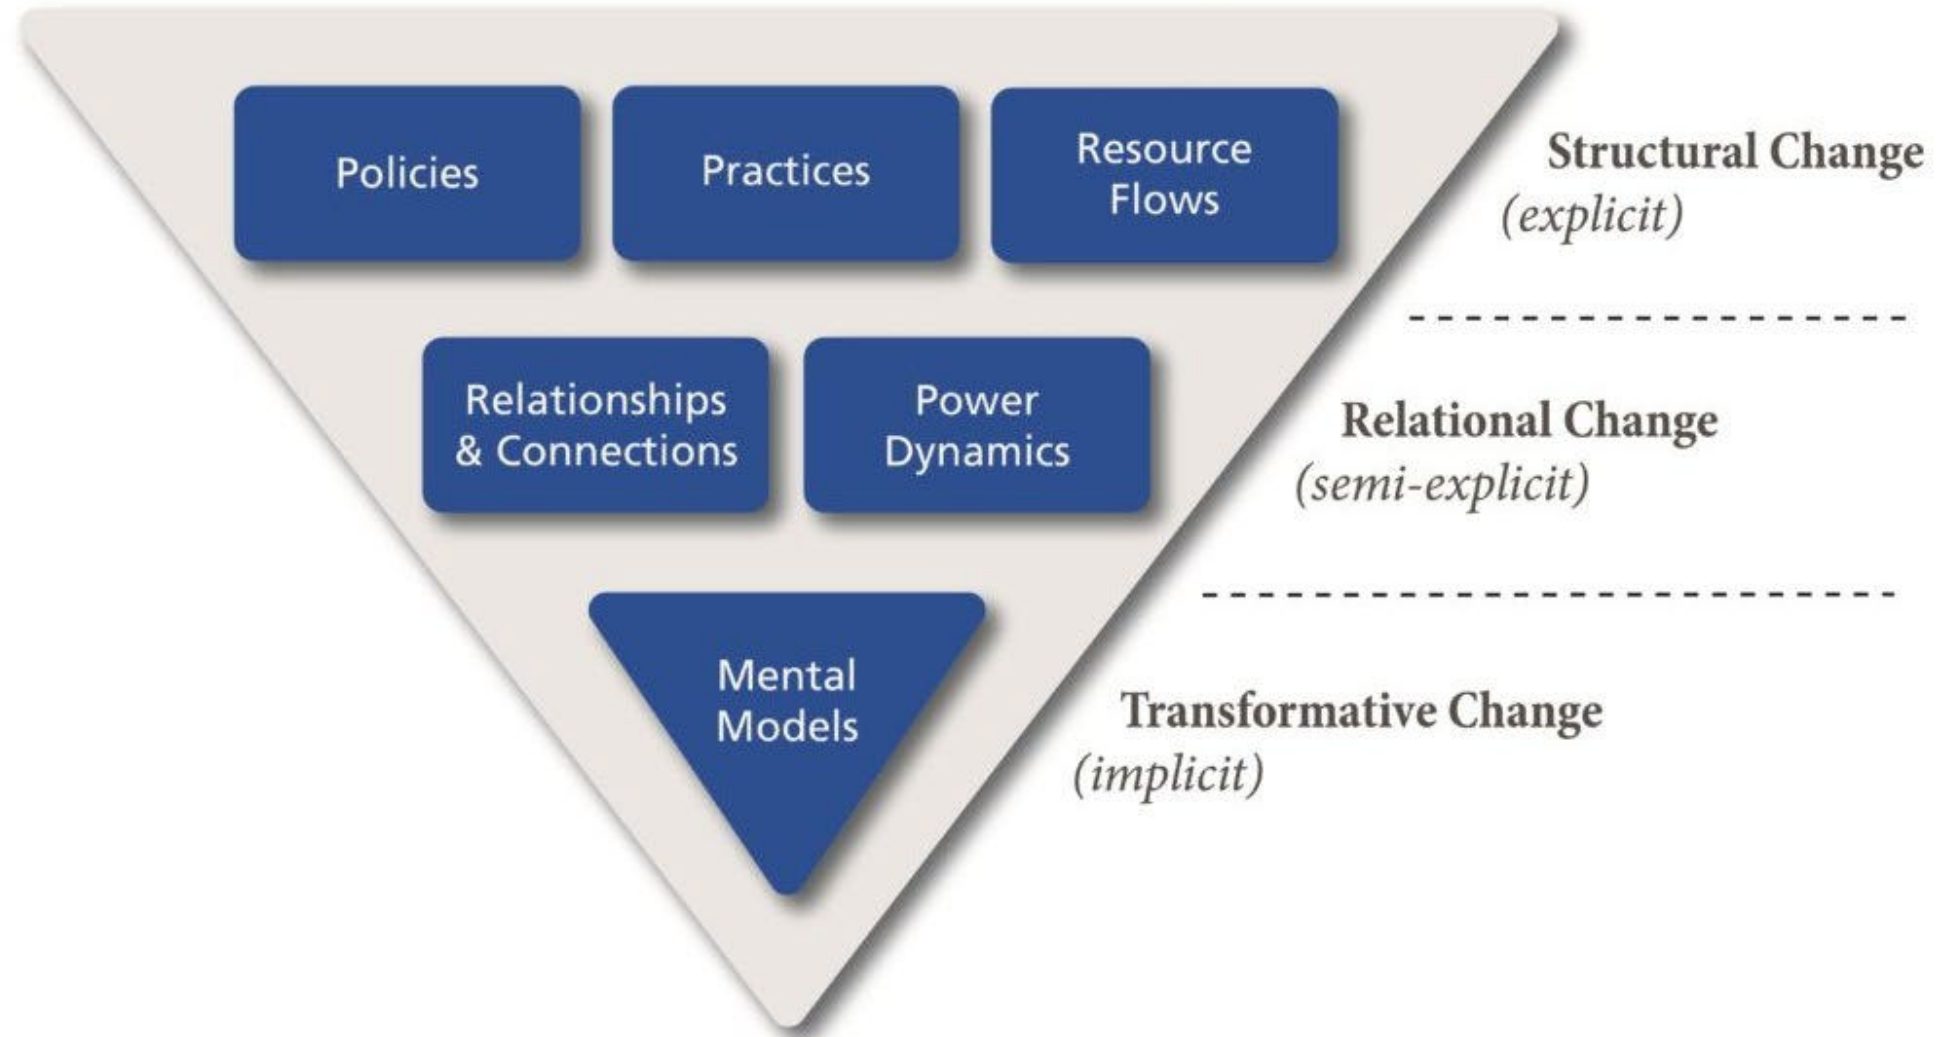 Policies
Practices
Resource
Flows
Structural Change
(explicit)
Relationships
& Connections
Power
Dynamics
Relational Change
(semi-explicit)
Mental
Models
Transformative Change
(implicit)